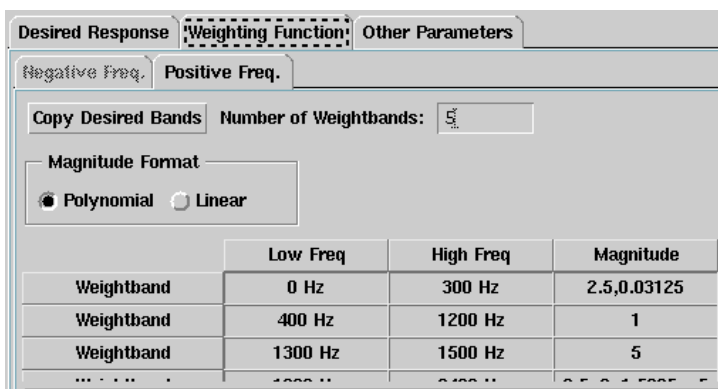 Desired Response Weighting Function Other Parameters
Negative Freq. Positive Freq.
Copy Desired Bands Number of Weightbands: 5
Magnitude Format
Polynomial Linear
Low Freq High Freq Magnitude
Weightband 0 Hz 300 Hz 2.5,0.03125
Weightband 400 Hz 1200 Hz 1
Weightband 1300 Hz 1500 Hz 5